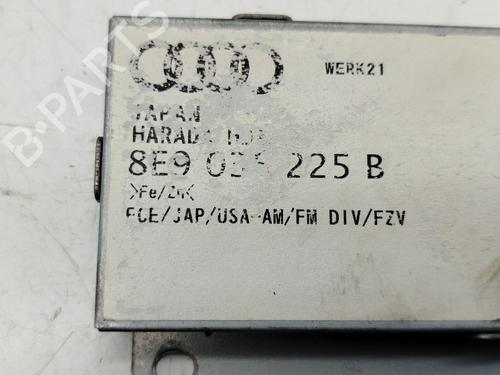 B-PARTS
WERK21
JAPAN
8E9 225 B
>Fe/Zn<
ECE/JAP/USA-AM/FM DIV/FZV